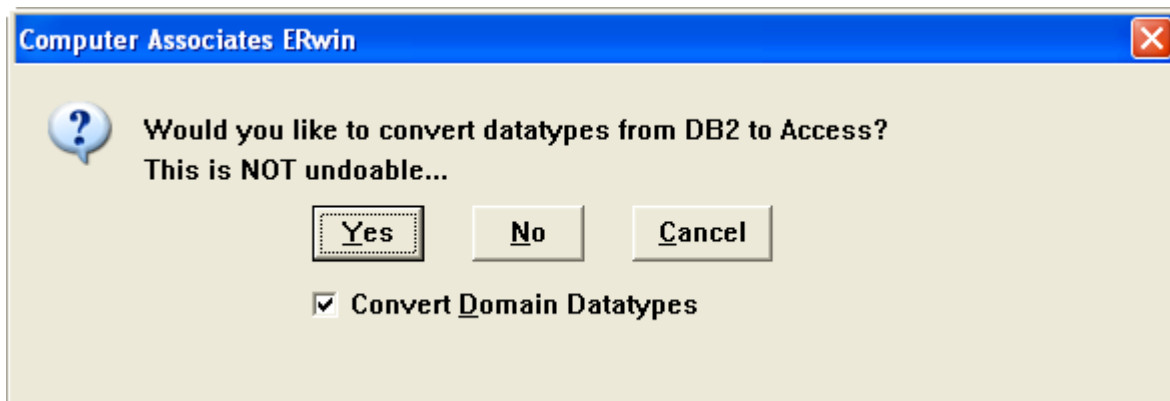 Computer Associates ERwin
Would you like to convert datatypes from DB2 to Access?
This is NOT undoable...
Yes No Cancel
Convert Domain Datatypes